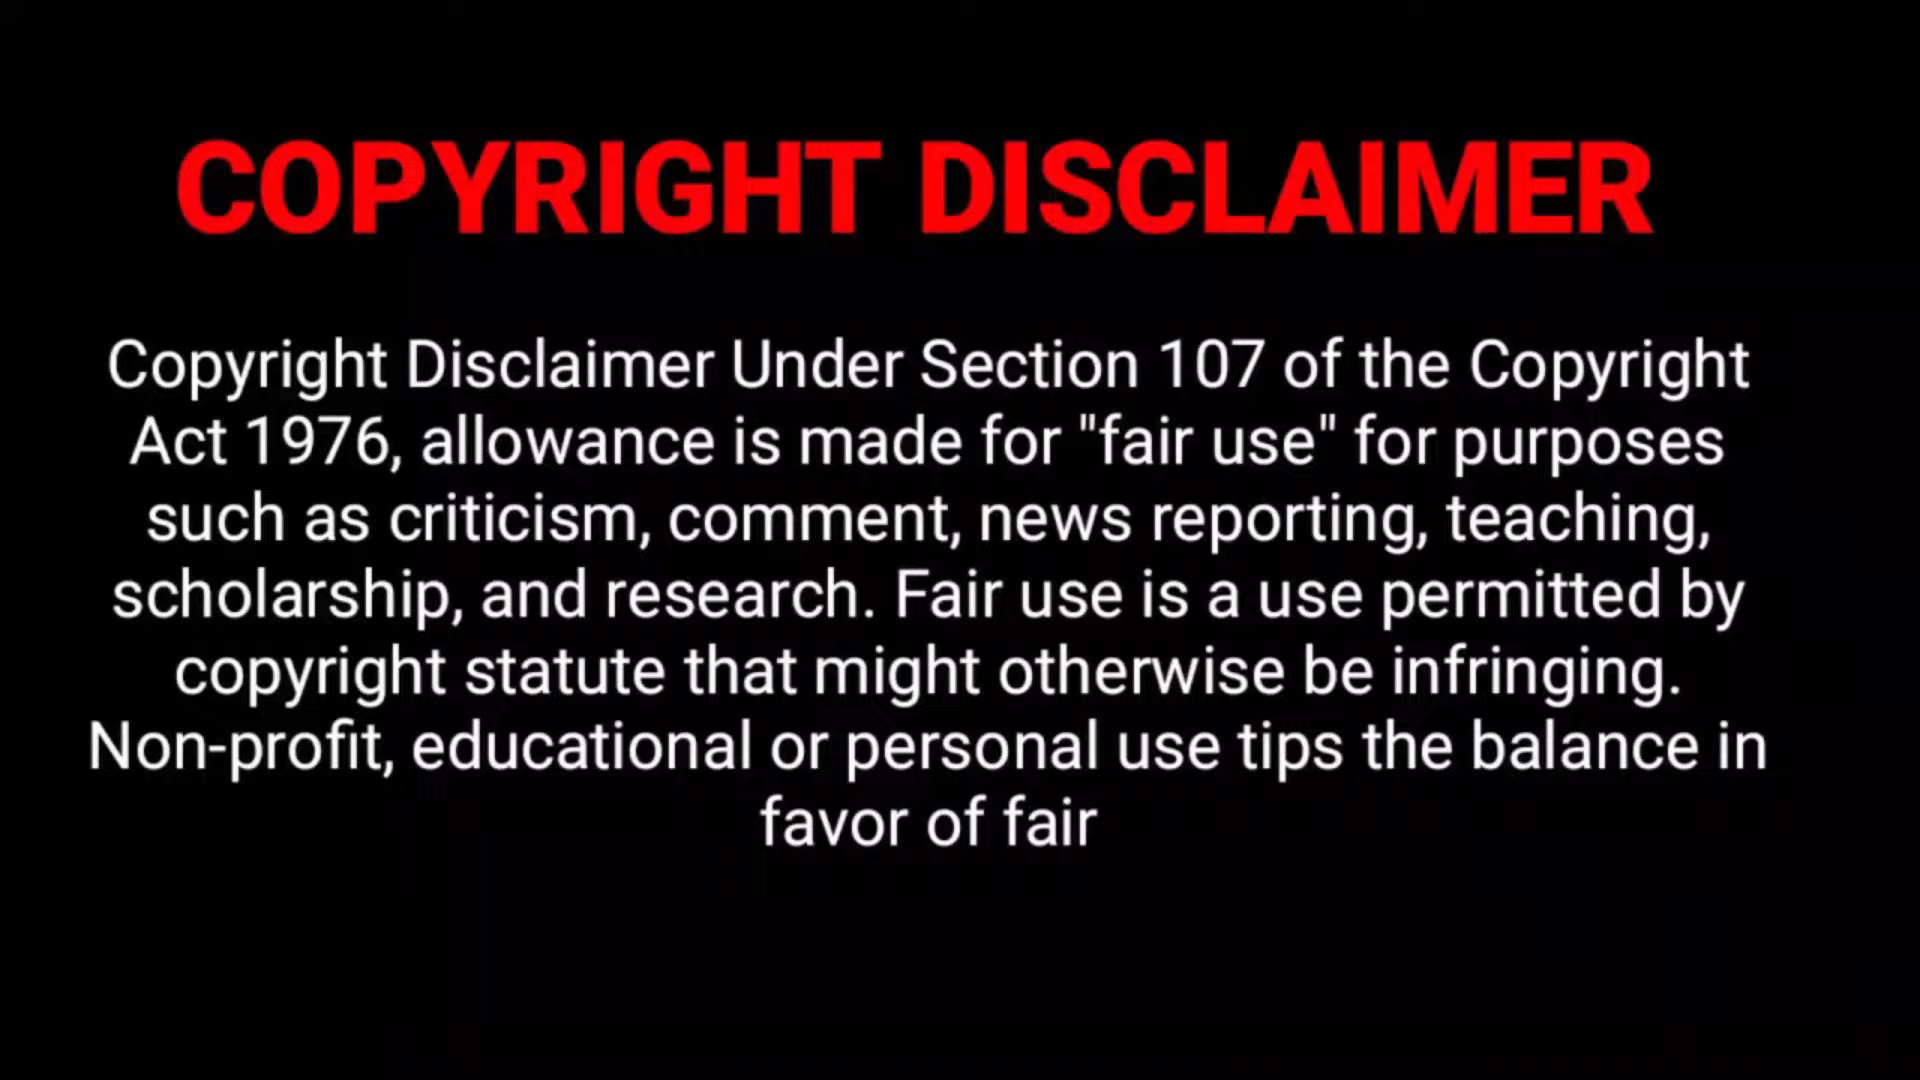 COPYRIGHT DISCLAIMER
Copyright Disclaimer Under Section 107 of the Copyright
Act 1976, allowance is made for "fair use" for purposes
such as criticism, comment, news reporting, teaching,
scholarship, and research. Fair use is a use permitted by
copyright statute that might otherwise be infringing.
Non-profit, educational or personal use tips the balance in
favor of fair